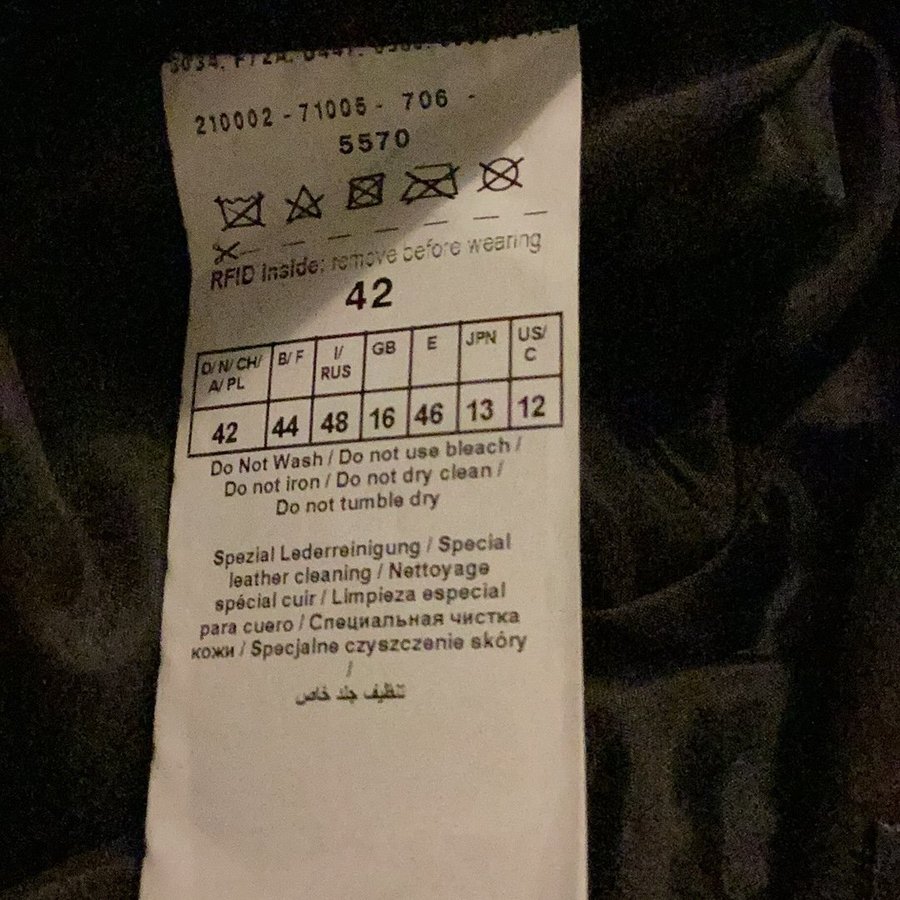 210002 - 71005 - 706 -
5570
RFID inside: remove before wearing
42
D/ N/ CH/ A/ PL B/ F I/ RUS GB E JPN US/ C
42 44 48 16 46 13 12
Do Not Wash / Do not use bleach /
Do not iron / Do not dry clean /
Do not tumble dry
Spezial Lederreinigung / Special
leather cleaning / Nettoyage
spécial cuir / Limpieza especial
para cuero / Специальная чистка
кожи / Specjalne czyszczenie skóry
/
تنظيف جلد خاص